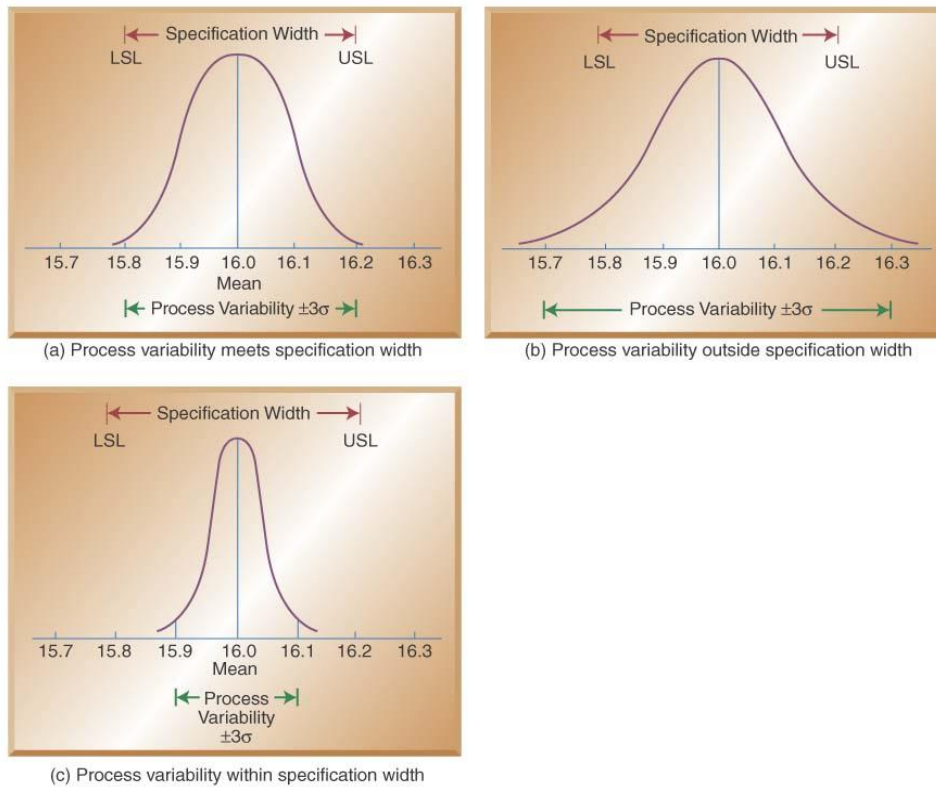 Specification Width
LSL USL
15.7 15.8 15.9 16.0 16.1 16.2 16.3
Mean
Process Variability ±3σ
(a) Process variability meets specification width
Specification Width
LSL USL
15.7 15.8 15.9 16.0 16.1 16.2 16.3
Process Variability ±3σ
(b) Process variability outside specification width
Specification Width
LSL USL
15.7 15.8 15.9 16.0 16.1 16.2 16.3
Mean
Process
Variability
±3σ
(c) Process variability within specification width